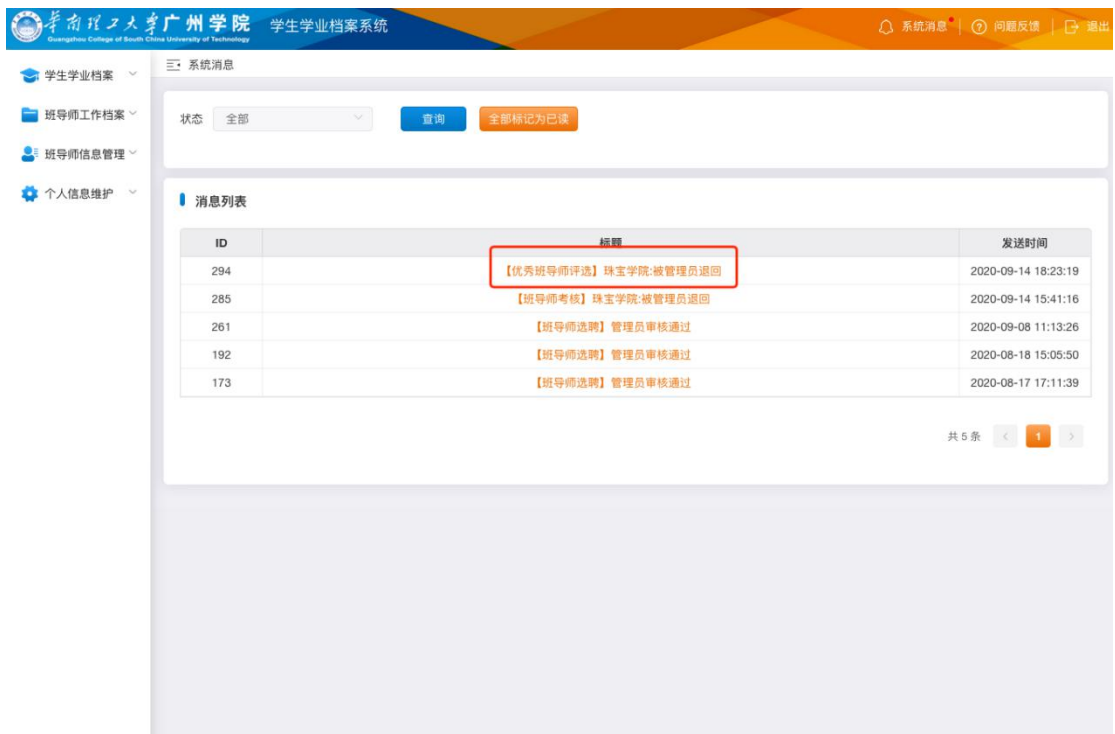 華南理工大學广州学院 学生学业档案系统 系统消息 | ? 问题反馈 | 退出
Guangzhou College of South China University of Technology
学生学业档案
班导师工作档案
班导师信息管理
个人信息维护
系统消息
状态 全部 查询 全部标记为已读
消息列表
ID 标题 发送时间
294 【优秀班导师评选】珠宝学院:被管理员退回 2020-09-14 18:23:19
285 【班导师考核】珠宝学院:被管理员退回 2020-09-14 15:41:16
261 【班导师选聘】管理员审核通过 2020-09-08 11:13:26
192 【班导师选聘】管理员审核通过 2020-08-18 15:05:50
173 【班导师选聘】管理员审核通过 2020-08-17 17:11:39
共 5 条 < 1 >